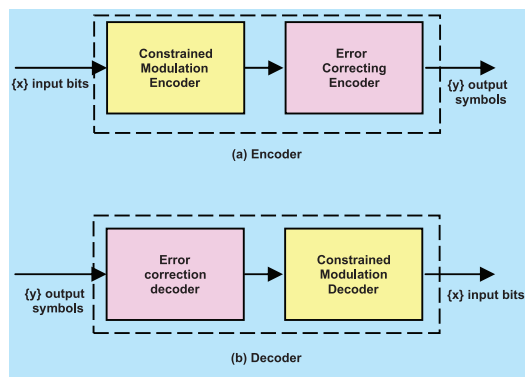 Constrained
Modulation
Encoder
Error
Correcting
Encoder
{x} input bits
{y} output
symbols
(a) Encoder
Error
correction
decoder
Constrained
Modulation
Decoder
{y} output
symbols
{x} input bits
(b) Decoder